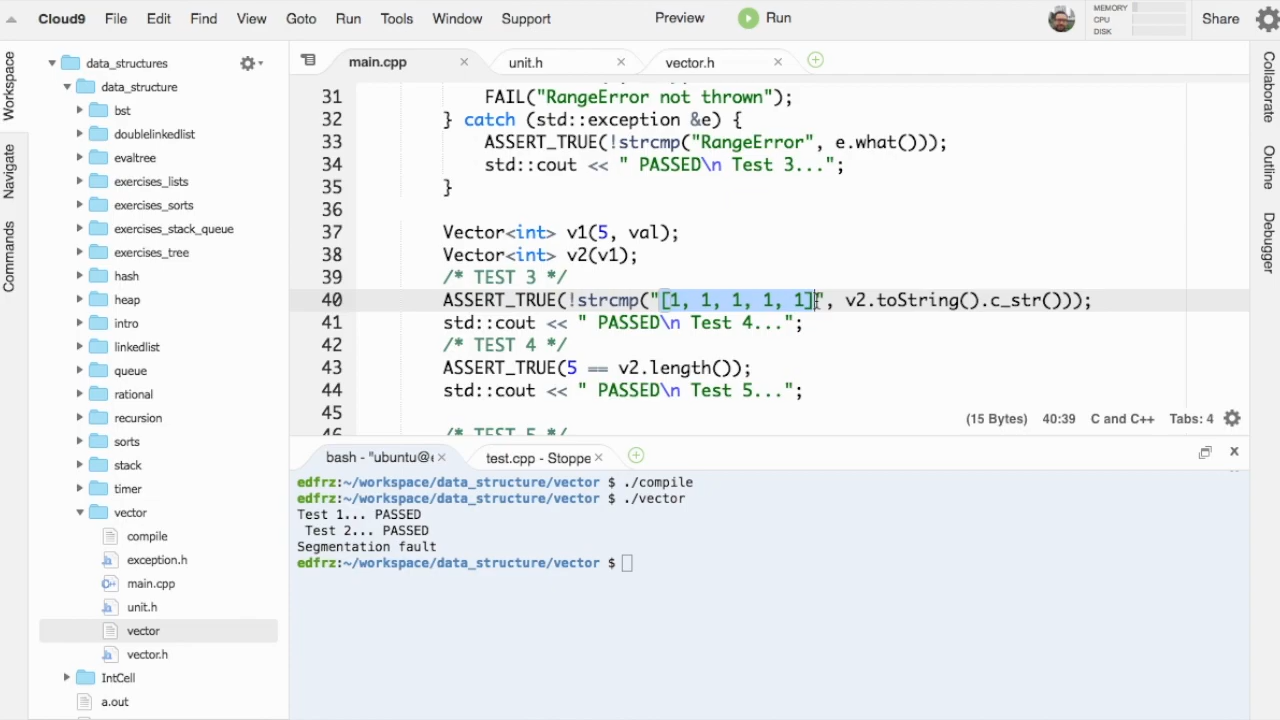 Cloud9 File Edit Find View Goto Run Tools Window Support Preview Run MEMORY CPU DISK Share
Workspace
Navigate
Commands
data_structures
data_structure
bst
doublelinkedlist
evaltree
exercises_lists
exercises_sorts
exercises_stack_queue
exercises_tree
hash
heap
intro
linkedlist
queue
rational
recursion
sorts
stack
timer
vector
compile
exception.h
main.cpp
unit.h
vector
vector.h
IntCell
a.out
main.cpp unit.h vector.h
31 FAIL("RangeError not thrown");
32 } catch (std::exception &e) {
33 ASSERT_TRUE(!strcmp("RangeError", e.what()));
34 std::cout << " PASSED\n Test 3...";
35 }
36
37 Vector<int> v1(5, val);
38 Vector<int> v2(v1);
39 /* TEST 3 */
40 ASSERT_TRUE(!strcmp("[1, 1, 1, 1, 1]", v2.toString().c_str()));
41 std::cout << " PASSED\n Test 4...";
42 /* TEST 4 */
43 ASSERT_TRUE(5 == v2.length());
44 std::cout << " PASSED\n Test 5...";
45
46 /* TEST 5 */
(15 Bytes) 40:39 C and C++ Tabs: 4
bash - "ubuntu@e test.cpp - Stoppe
edfrz:~/workspace/data_structure/vector $ ./compile
edfrz:~/workspace/data_structure/vector $ ./vector
Test 1... PASSED
Test 2... PASSED
Segmentation fault
edfrz:~/workspace/data_structure/vector $
Collaborate
Outline
Debugger